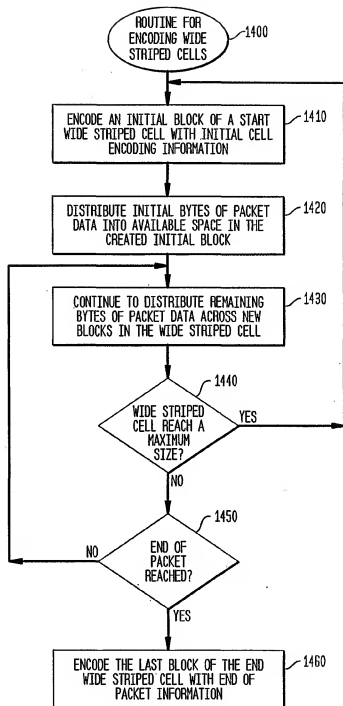 ROUTINE FOR
ENCODING WIDE
STRIPED CELLS
1400
ENCODE AN INITIAL BLOCK OF A START
WIDE STRIPED CELL WITH INITIAL CELL
ENCODING INFORMATION
1410
DISTRIBUTE INITIAL BYTES OF PACKET
DATA INTO AVAILABLE SPACE IN THE
CREATED INITIAL BLOCK
1420
CONTINUE TO DISTRIBUTE REMAINING
BYTES OF PACKET DATA ACROSS NEW
BLOCKS IN THE WIDE STRIPED CELL
1430
1440
WIDE STRIPED
CELL REACH A
MAXIMUM
SIZE?
YES
NO
1450
END OF
PACKET
REACHED?
NO
YES
ENCODE THE LAST BLOCK OF THE END
WIDE STRIPED CELL WITH END OF
PACKET INFORMATION
1460